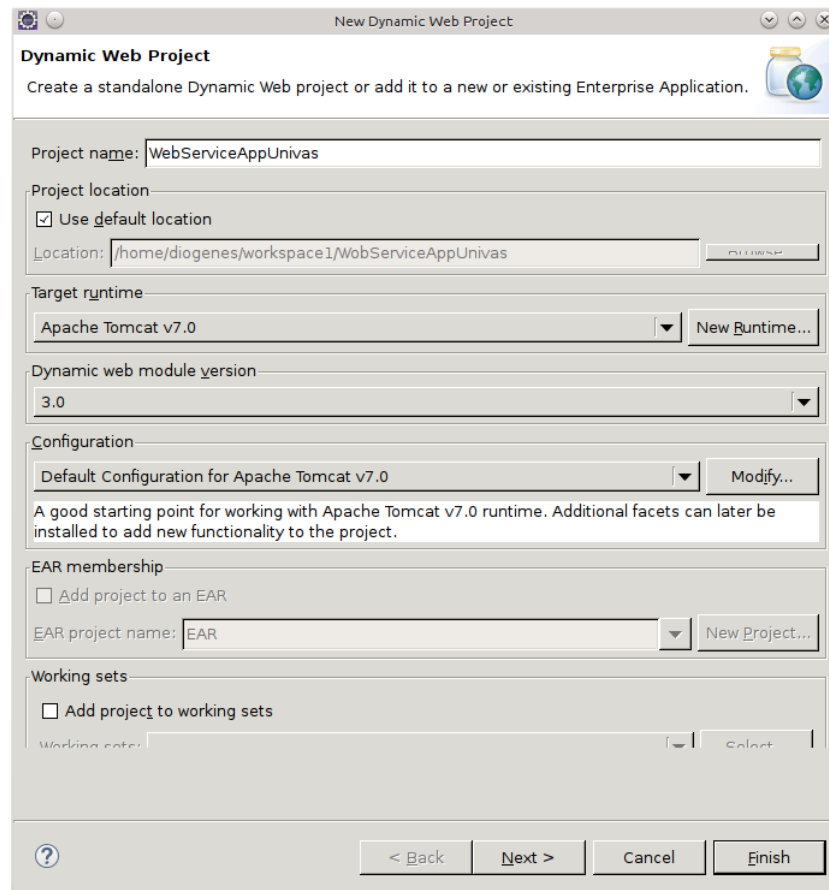 New Dynamic Web Project
Dynamic Web Project
Create a standalone Dynamic Web project or add it to a new or existing Enterprise Application.
Project name: WebServiceAppUnivas
Project location
Use default location
Location: /home/diogenes/workspace1/WobServiceAppUnivas
Browse...
Target runtime
Apache Tomcat v7.0
New Runtime...
Dynamic web module version
3.0
Configuration
Default Configuration for Apache Tomcat v7.0
Modify...
A good starting point for working with Apache Tomcat v7.0 runtime. Additional facets can later be
installed to add new functionality to the project.
EAR membership
Add project to an EAR
EAR project name: EAR
New Project...
Working sets
Add project to working sets
Working sets:
Select...
?
< Back
Next >
Cancel
Finish